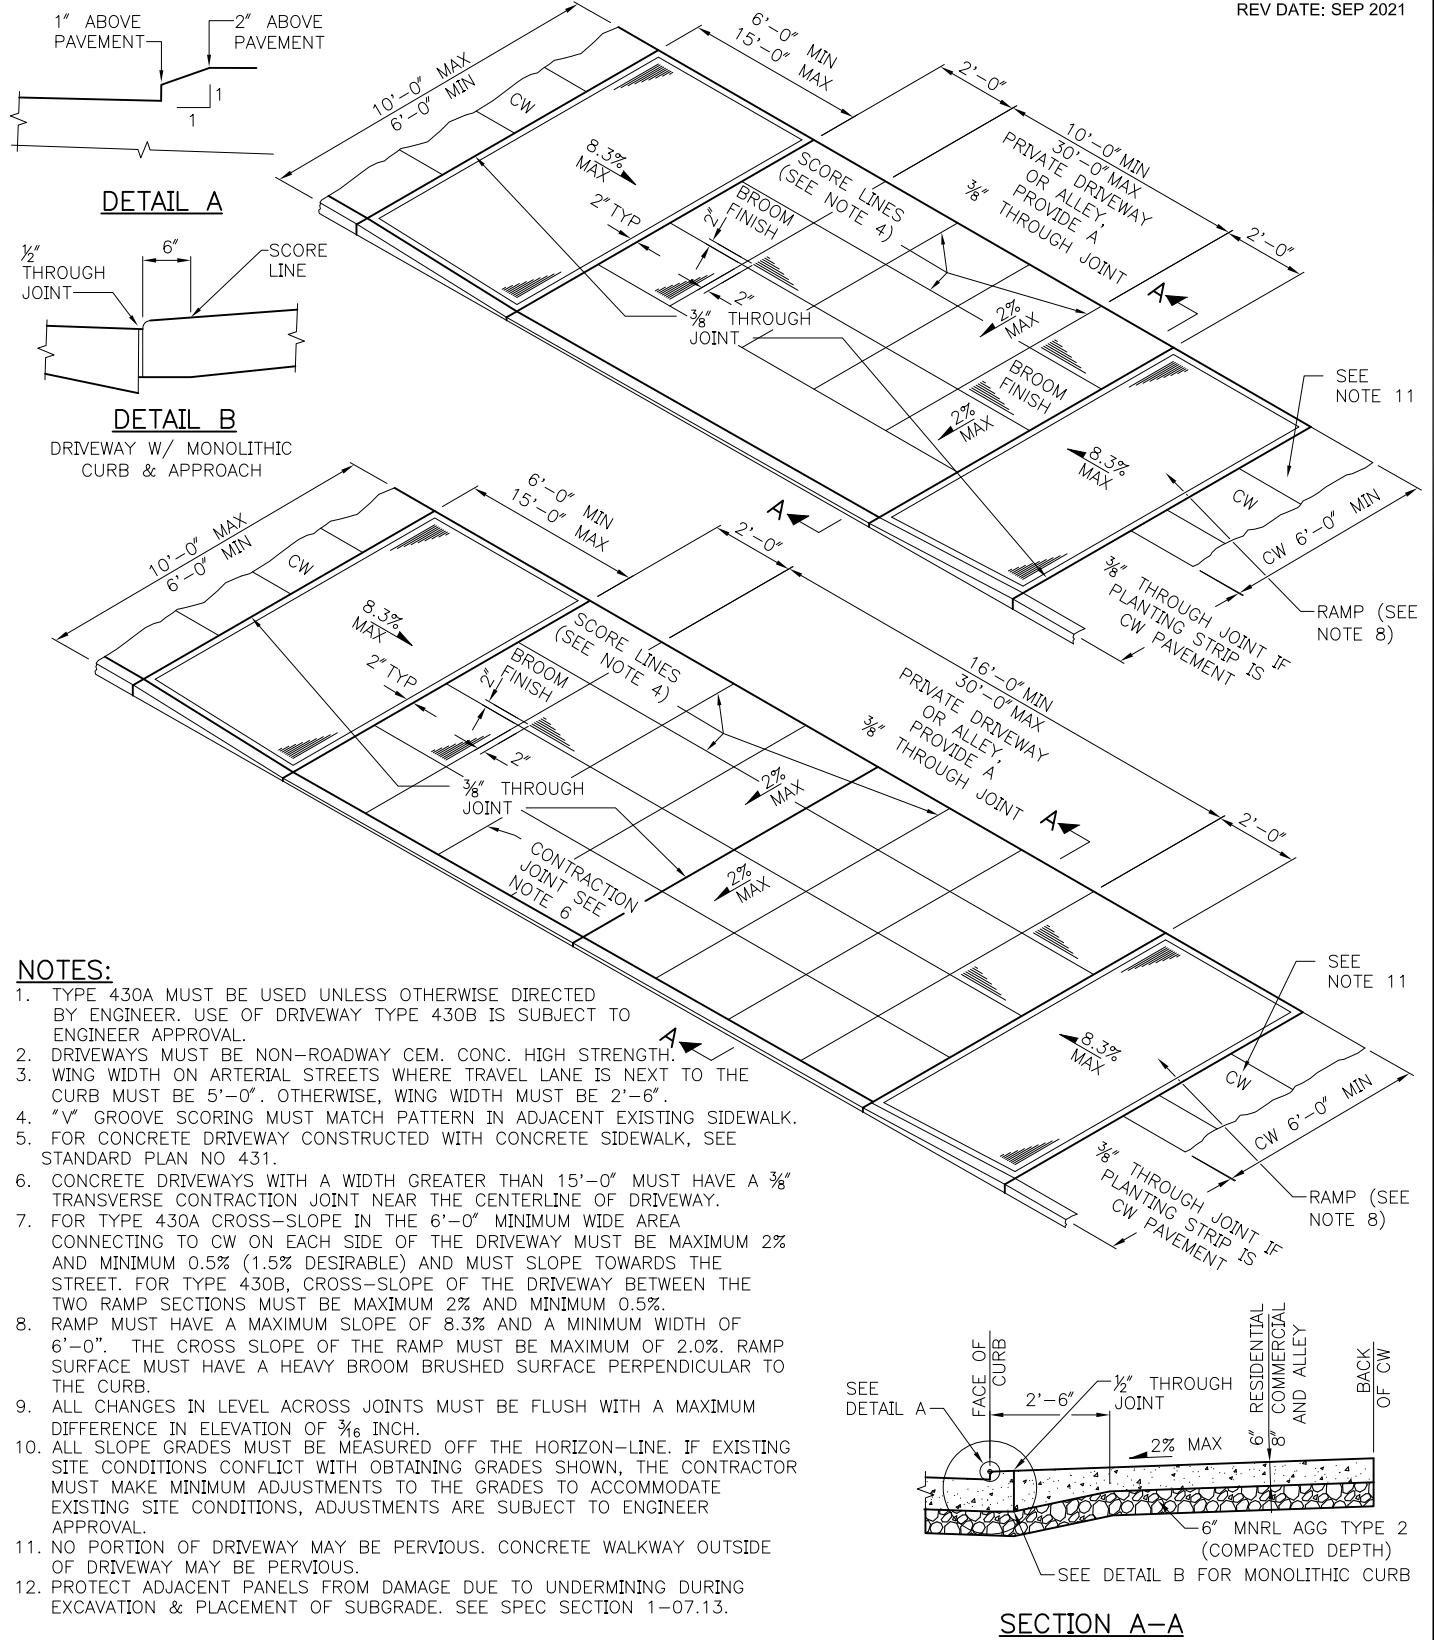 REV DATE: SEP 2021
1" ABOVE
PAVEMENT
2" ABOVE
PAVEMENT
1
1
DETAIL A
½"
THROUGH
JOINT
6"
SCORE
LINE
DETAIL B
DRIVEWAY W/ MONOLITHIC
CURB & APPROACH
10'-0" MAX
6'-0" MIN
CW
6'-0" MIN
15'-0" MAX
2'-0"
10'-0" MIN
30'-0" MAX
PRIVATE DRIVEWAY
OR ALLEY,
PROVIDE A
⅜" THROUGH JOINT
2'-0"
8.3%
MAX
2" TYP
SCORE LINES
(SEE NOTE 4)
BROOM
FINISH
2"
2"
⅜" THROUGH
JOINT
2%
MAX
A
BROOM
FINISH
2%
MAX
8.3%
MAX
A
SEE
NOTE 11
CW
CW 6'-0" MIN
RAMP (SEE
NOTE 8)
⅜" THROUGH JOINT IF
PLANTING STRIP IS
CW PAVEMENT
10'-0" MAX
6'-0" MIN
CW
6'-0" MIN
15'-0" MAX
2'-0"
16'-0" MIN
30'-0" MAX
PRIVATE DRIVEWAY
OR ALLEY,
PROVIDE A
⅜" THROUGH JOINT
2'-0"
8.3%
MAX
2" TYP
SCORE LINES
(SEE NOTE 4)
BROOM
FINISH
2"
2"
⅜" THROUGH
JOINT
2%
MAX
A
CONTRACTION
JOINT SEE
NOTE 6
2%
MAX
8.3%
MAX
A
SEE
NOTE 11
CW
CW 6'-0" MIN
RAMP (SEE
NOTE 8)
⅜" THROUGH JOINT IF
PLANTING STRIP IS
CW PAVEMENT
NOTES:
1. TYPE 430A MUST BE USED UNLESS OTHERWISE DIRECTED
BY ENGINEER. USE OF DRIVEWAY TYPE 430B IS SUBJECT TO
ENGINEER APPROVAL.
2. DRIVEWAYS MUST BE NON-ROADWAY CEM. CONC. HIGH STRENGTH.
3. WING WIDTH ON ARTERIAL STREETS WHERE TRAVEL LANE IS NEXT TO THE
CURB MUST BE 5'-0". OTHERWISE, WING WIDTH MUST BE 2'-6".
4. "V" GROOVE SCORING MUST MATCH PATTERN IN ADJACENT EXISTING SIDEWALK.
5. FOR CONCRETE DRIVEWAY CONSTRUCTED WITH CONCRETE SIDEWALK, SEE
STANDARD PLAN NO 431.
6. CONCRETE DRIVEWAYS WITH A WIDTH GREATER THAN 15'-0" MUST HAVE A ⅜"
TRANSVERSE CONTRACTION JOINT NEAR THE CENTERLINE OF DRIVEWAY.
7. FOR TYPE 430A CROSS-SLOPE IN THE 6'-0" MINIMUM WIDE AREA
CONNECTING TO CW ON EACH SIDE OF THE DRIVEWAY MUST BE MAXIMUM 2%
AND MINIMUM 0.5% (1.5% DESIRABLE) AND MUST SLOPE TOWARDS THE
STREET. FOR TYPE 430B, CROSS-SLOPE OF THE DRIVEWAY BETWEEN THE
TWO RAMP SECTIONS MUST BE MAXIMUM 2% AND MINIMUM 0.5%.
8. RAMP MUST HAVE A MAXIMUM SLOPE OF 8.3% AND A MINIMUM WIDTH OF
6'-0". THE CROSS SLOPE OF THE RAMP MUST BE MAXIMUM OF 2.0%. RAMP
SURFACE MUST HAVE A HEAVY BROOM BRUSHED SURFACE PERPENDICULAR TO
THE CURB.
9. ALL CHANGES IN LEVEL ACROSS JOINTS MUST BE FLUSH WITH A MAXIMUM
DIFFERENCE IN ELEVATION OF 3/16 INCH.
10. ALL SLOPE GRADES MUST BE MEASURED OFF THE HORIZON-LINE. IF EXISTING
SITE CONDITIONS CONFLICT WITH OBTAINING GRADES SHOWN, THE CONTRACTOR
MUST MAKE MINIMUM ADJUSTMENTS TO THE GRADES TO ACCOMMODATE
EXISTING SITE CONDITIONS, ADJUSTMENTS ARE SUBJECT TO ENGINEER
APPROVAL.
11. NO PORTION OF DRIVEWAY MAY BE PERVIOUS. CONCRETE WALKWAY OUTSIDE
OF DRIVEWAY MAY BE PERVIOUS.
12. PROTECT ADJACENT PANELS FROM DAMAGE DUE TO UNDERMINING DURING
EXCAVATION & PLACEMENT OF SUBGRADE. SEE SPEC SECTION 1-07.13.
SEE
DETAIL A
FACE OF
CURB
2'-6"
½" THROUGH
JOINT
2% MAX
6" RESIDENTIAL
8" COMMERCIAL
AND ALLEY
BACK
OF CW
6" MNRL AGG TYPE 2
(COMPACTED DEPTH)
SEE DETAIL B FOR MONOLITHIC CURB
SECTION A-A